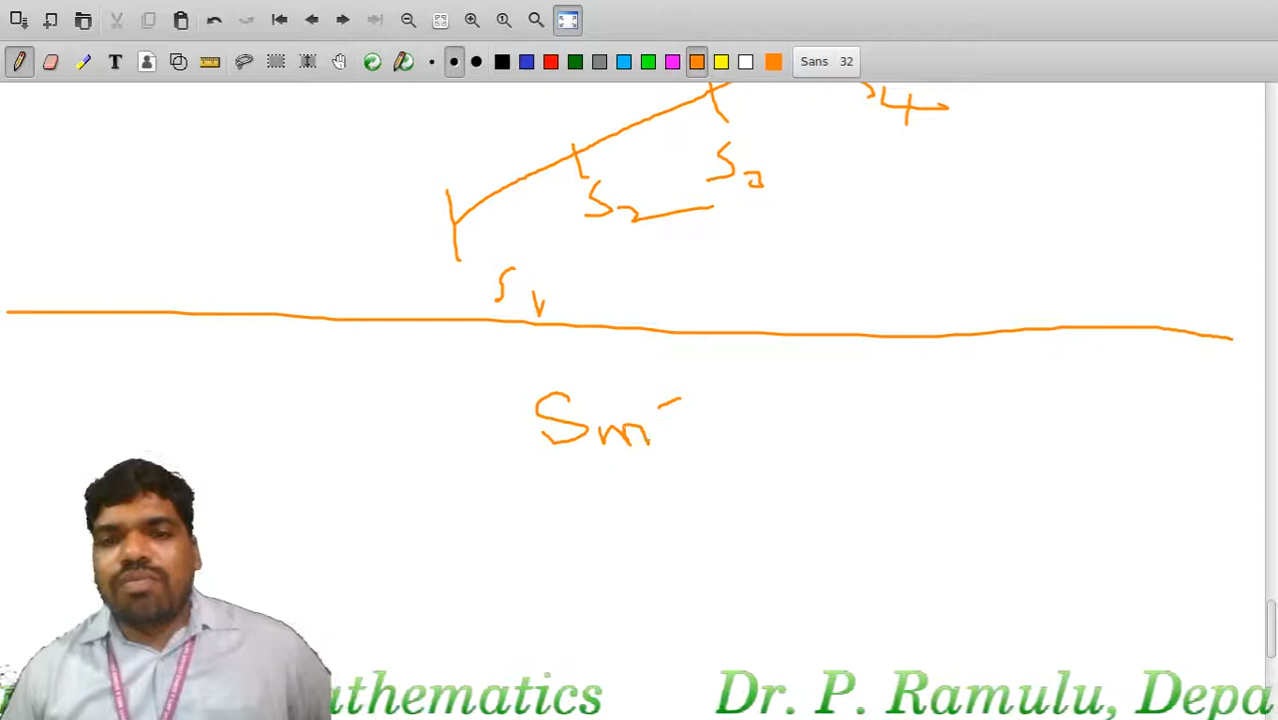 Sans 32
S4
S3
S2
S1
Sm
athematics Dr. P. Ramulu, Depa